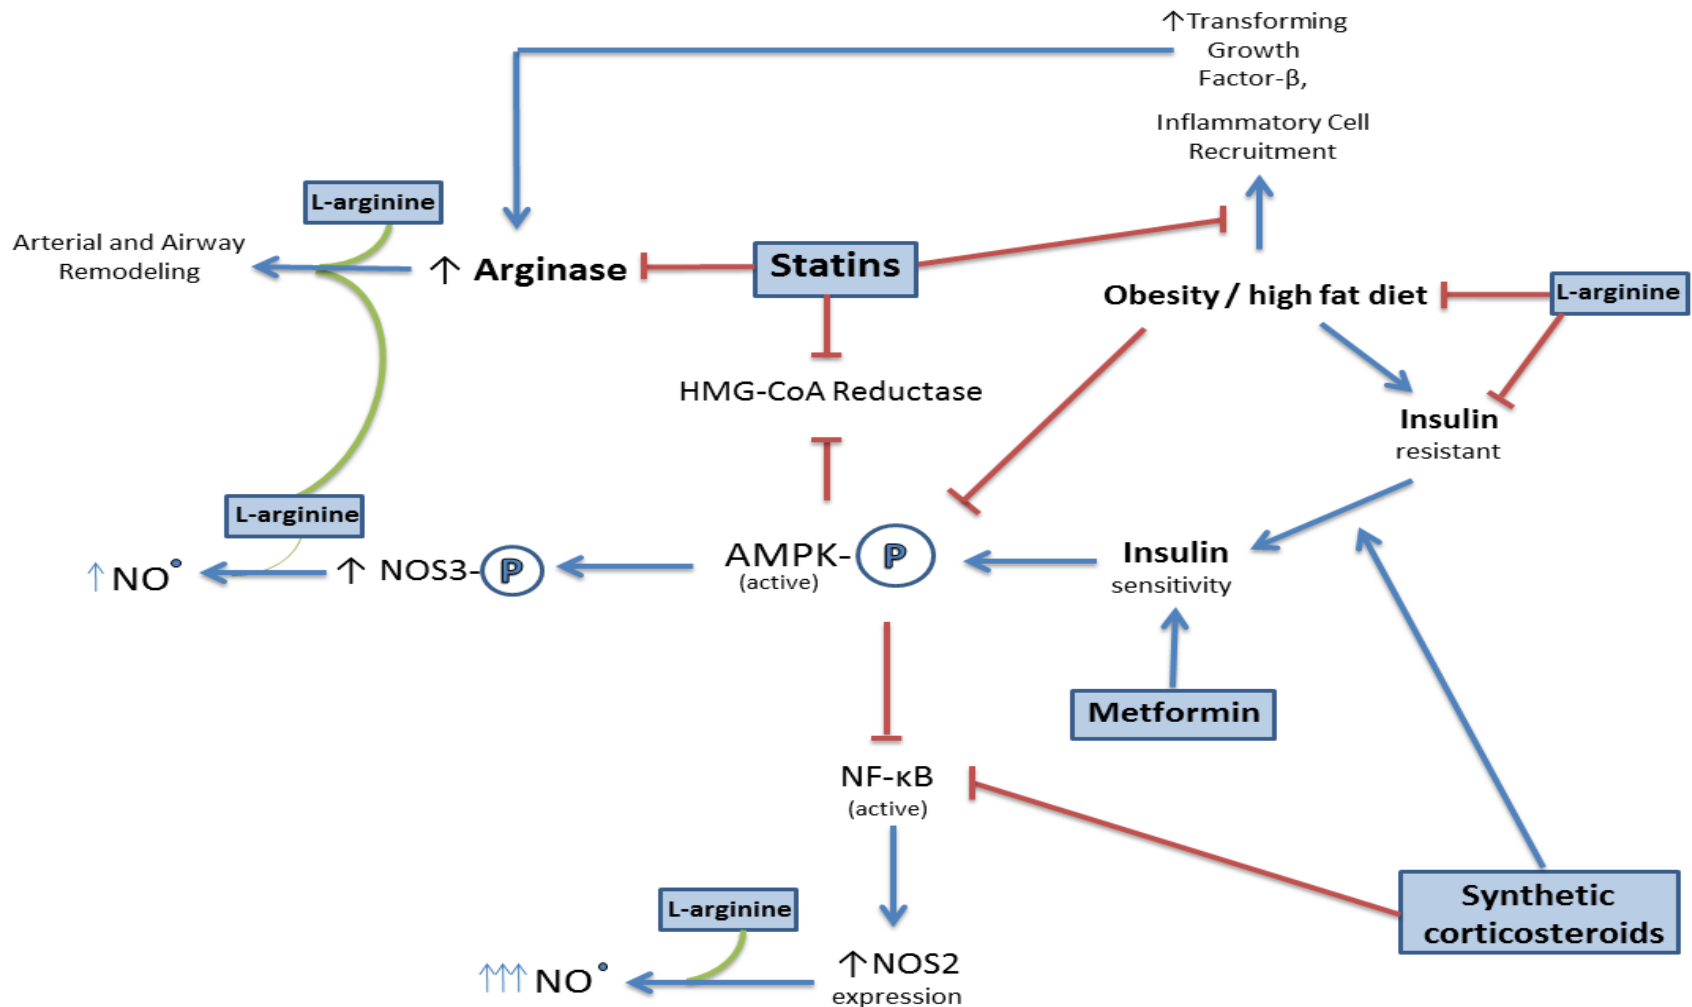 ↑Transforming
Growth
Factor-β,
Inflammatory Cell
Recruitment
L-arginine
Arterial and Airway
Remodeling
↑ Arginase
Statins
Obesity / high fat diet
L-arginine
HMG-CoA Reductase
Insulin
resistant
L-arginine
↑NO•
↑ NOS3-P
AMPK-P
(active)
Insulin
sensitivity
Metformin
NF-κB
(active)
Synthetic
corticosteroids
L-arginine
↑↑↑NO•
↑NOS2
expression